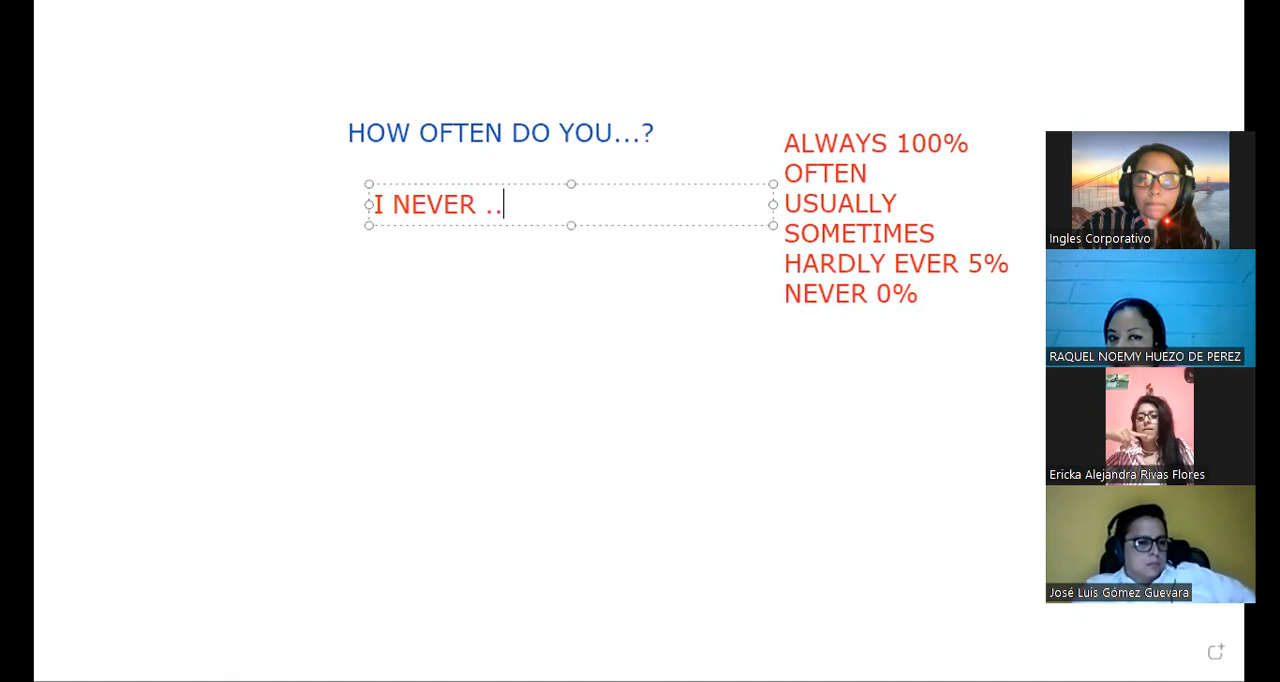 HOW OFTEN DO YOU...?
I NEVER ..
ALWAYS 100%
OFTEN
USUALLY
SOMETIMES
HARDLY EVER 5%
NEVER 0%
Ingles Corporativo
RAQUEL NOEMY HUEZO DE PEREZ
Ericka Alejandra Rivas Flores
José Luis Gómez Guevara